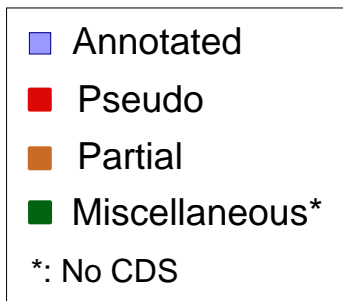 Annotated
Pseudo
Partial
Miscellaneous*
*: No CDS